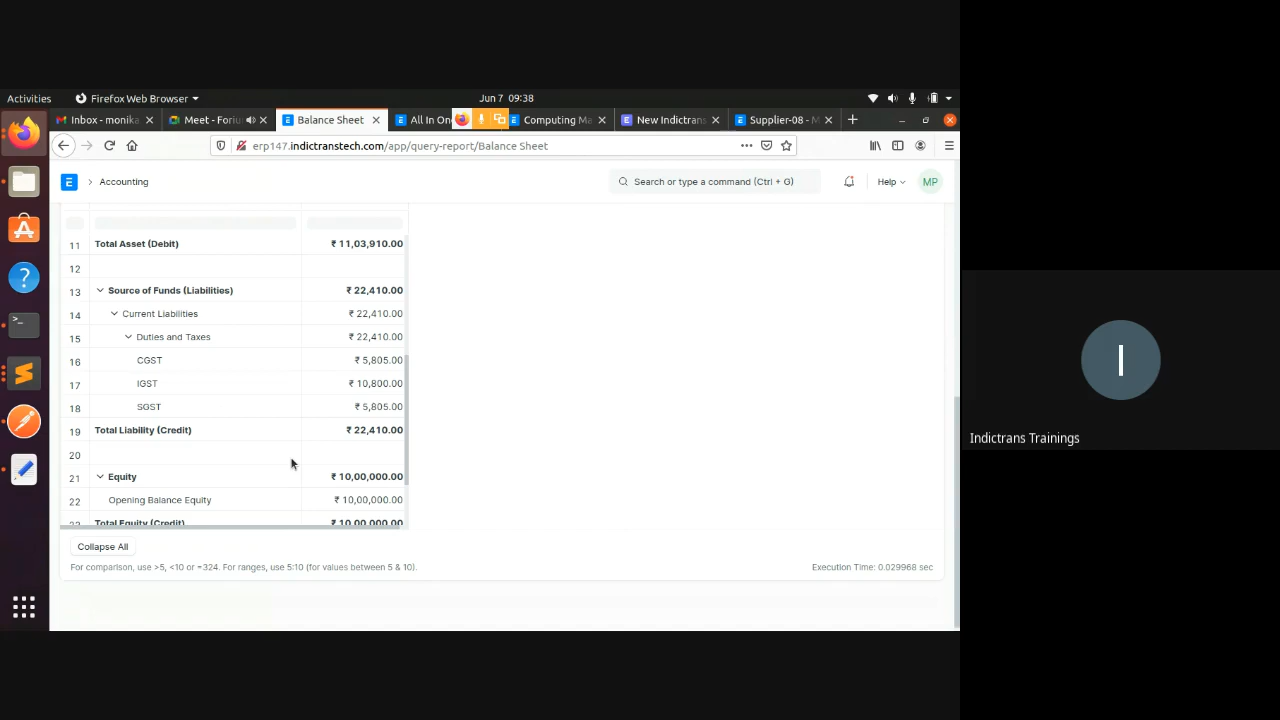 Activities Firefox Web Browser Jun 7 09:38
Inbox - monika Meet - Foriu Balance Sheet All In On Computing Ma New Indictrans Supplier-08 - M
erp147.indictranstech.com/app/query-report/Balance Sheet
E Accounting Search or type a command (Ctrl + G) Help MP
11 Total Asset (Debit) ₹ 11,03,910.00
12
13 Source of Funds (Liabilities) ₹ 22,410.00
14 Current Liabilities ₹ 22,410.00
15 Duties and Taxes ₹ 22,410.00
16 CGST ₹ 5,805.00
17 IGST ₹ 10,800.00
18 SGST ₹ 5,805.00
19 Total Liability (Credit) ₹ 22,410.00
20
21 Equity ₹ 10,00,000.00
22 Opening Balance Equity ₹ 10,00,000.00
23 Total Equity (Credit) ₹ 10,00,000.00
Collapse All
For comparison, use >5, <10 or =324. For ranges, use 5:10 (for values between 5 & 10). Execution Time: 0.029968 sec
I
Indictrans Trainings